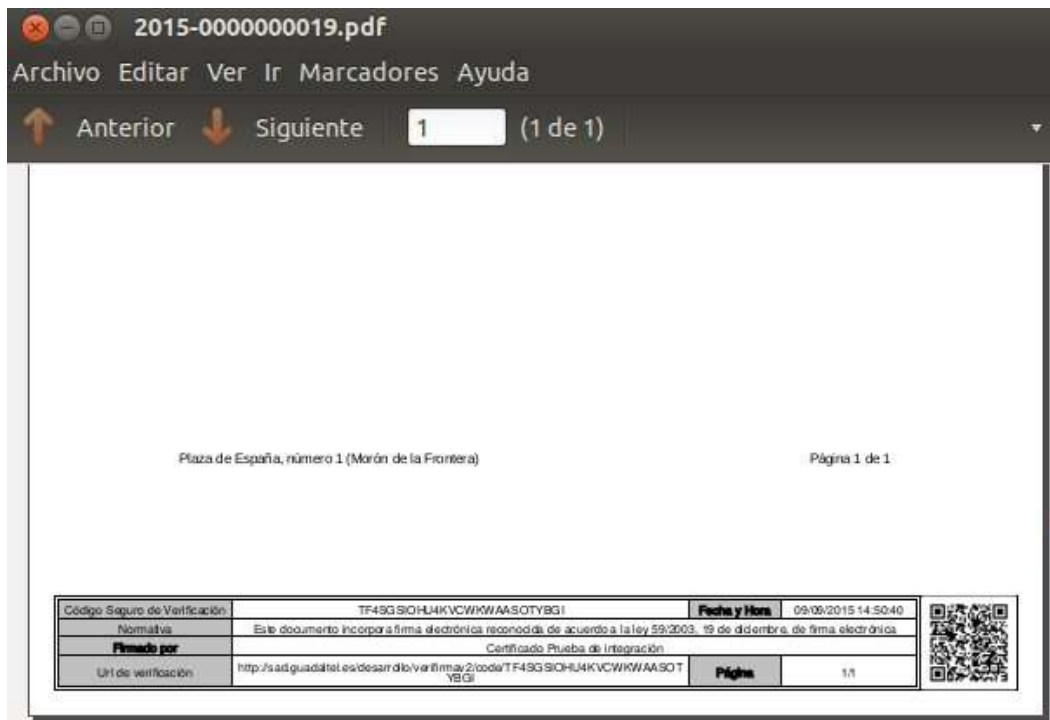 2015-0000000019.pdf
Archivo Editar Ver Ir Marcadores Ayuda
Anterior Siguiente 1 (1 de 1)
Plaza de España, número 1 (Morón de la Frontera) Página 1 de 1
Código Seguro de Verificación TF4SGSIOHU4KVCWKWAASOTYBGI Fecha y Hora 09/09/2015 14:50:40
Normativa Este documento incorpora firma electrónica reconocida de acuerdo a la ley 59/2003, 19 de diciembre, de firma electrónica
Firmado por Certificado Prueba de integración
Url de verificación http://sad.guadaltel.es/desarrollo/verifirmav2/code/TF4SGSIOHU4KVCWKWAASOT Página 1/1
YBGI